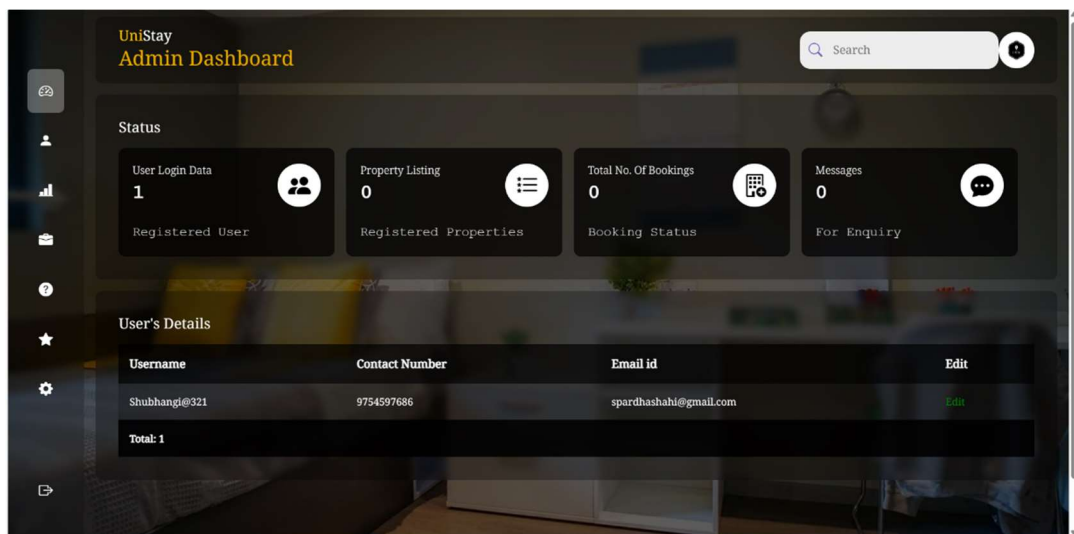 UniStay
Admin Dashboard
Search
Status
User Login Data
1
Registered User
Property Listing
0
Registered Properties
Total No. Of Bookings
0
Booking Status
Messages
0
For Enquiry
User's Details
Username Contact Number Email id Edit
Shubhangi@321 9754597686 spardhashahi@gmail.com Edit
Total: 1